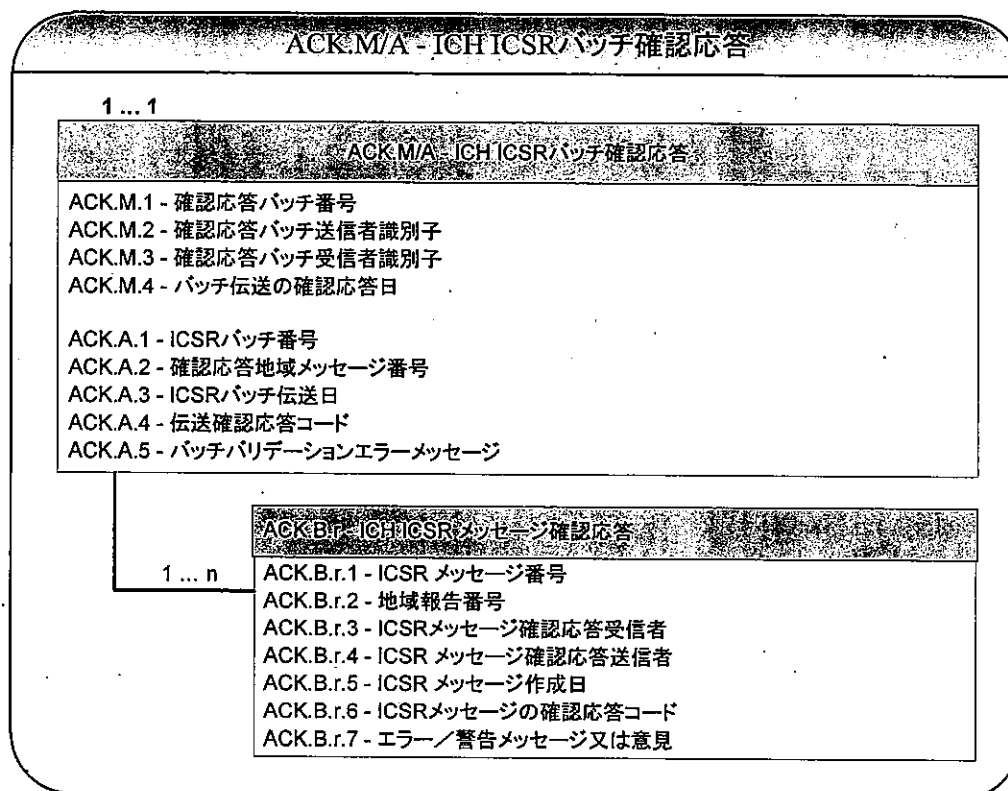 ACK.M/A - ICH ICSRバッチ確認応答
1 ... 1
ACK.M/A - ICH ICSRバッチ確認応答
ACK.M.1 - 確認応答バッチ番号
ACK.M.2 - 確認応答バッチ送信者識別子
ACK.M.3 - 確認応答バッチ受信者識別子
ACK.M.4 - バッチ伝送の確認応答日
ACK.A.1 - ICSRバッチ番号
ACK.A.2 - 確認応答地域メッセージ番号
ACK.A.3 - ICSRバッチ伝送日
ACK.A.4 - 伝送確認応答コード
ACK.A.5 - バッチバリデーションエラーメッセージ
ACK.B.r - ICH ICSR メッセージ確認応答
1 ... n
ACK.B.r.1 - ICSR メッセージ番号
ACK.B.r.2 - 地域報告番号
ACK.B.r.3 - ICSRメッセージ確認応答受信者
ACK.B.r.4 - ICSR メッセージ確認応答送信者
ACK.B.r.5 - ICSR メッセージ作成日
ACK.B.r.6 - ICSRメッセージの確認応答コード
ACK.B.r.7 - エラー／警告メッセージ又は意見